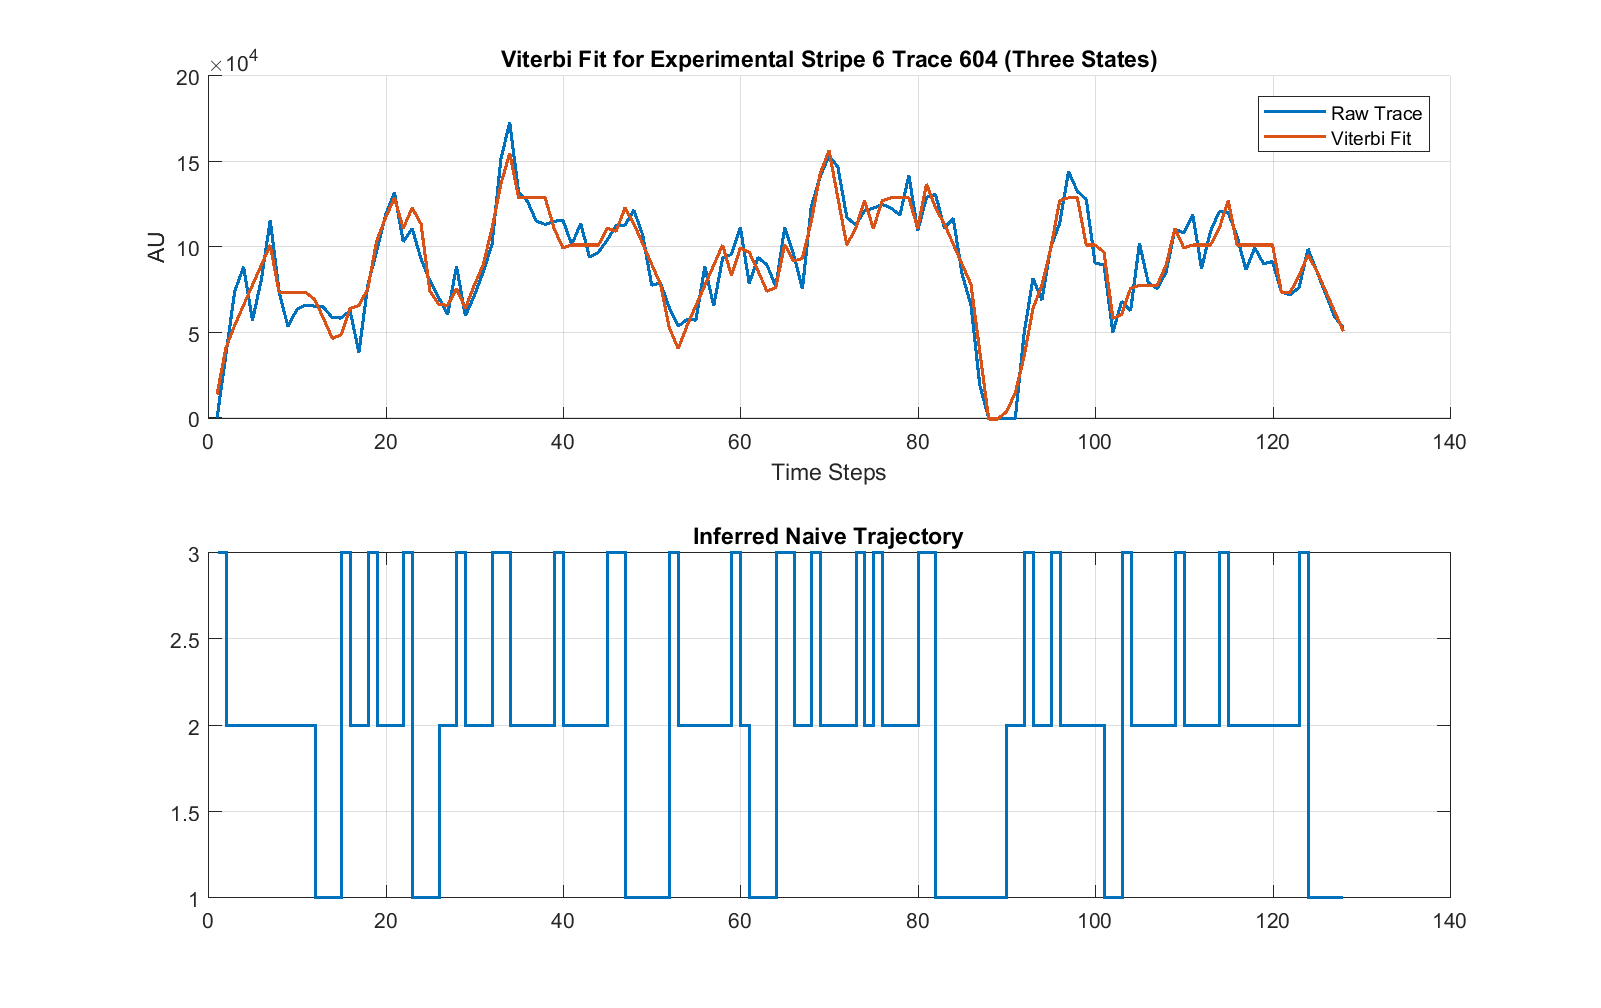 Viterbi Fit for Experimental Stripe 6 Trace 604 (Three States)
×10^4
20
15
10
5
0
AU
Raw Trace
Viterbi Fit
0 20 40 60 80 100 120 140
Time Steps
Inferred Naive Trajectory
3
2.5
2
1.5
1
0 20 40 60 80 100 120 140